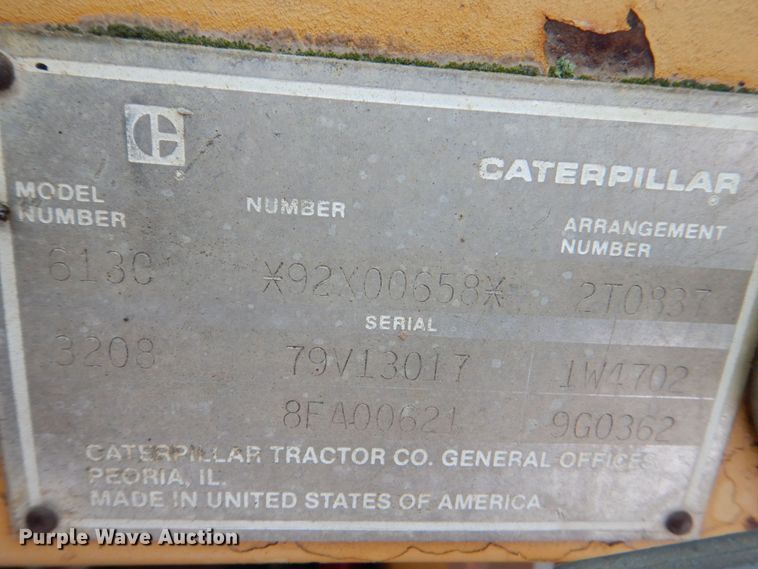 CATERPILLAR
MODEL NUMBER
NUMBER
ARRANGEMENT NUMBER
613C *92X00658* 2T0837
SERIAL
3208 79V13017 1W4702
8FA00621 9G0362
CATERPILLAR TRACTOR CO. GENERAL OFFICES
PEORIA, IL.
MADE IN UNITED STATES OF AMERICA
Purple Wave Auction